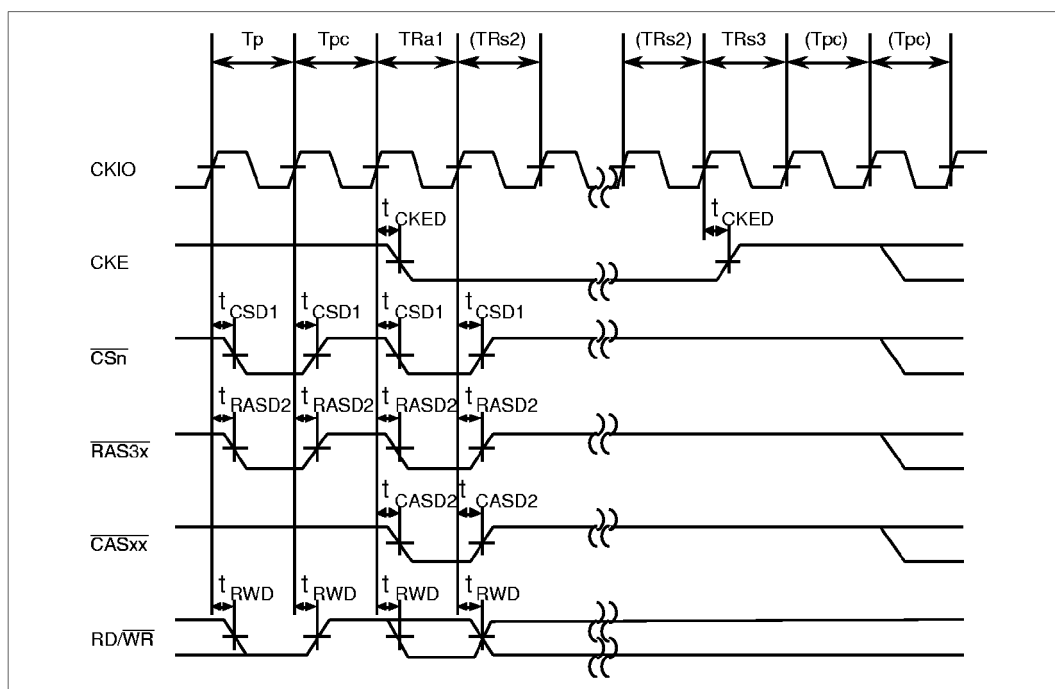 Tp Tpc TRa1 (TRs2) (TRs2) TRs3 (Tpc) (Tpc)
CKIO
tCKED tCKED
CKE
tCSD1 tCSD1 tCSD1 tCSD1
CSn
tRASD2 tRASD2 tRASD2 tRASD2
RAS3x
tCASD2 tCASD2
CASxx
tRWD tRWD tRWD tRWD
RD/WR